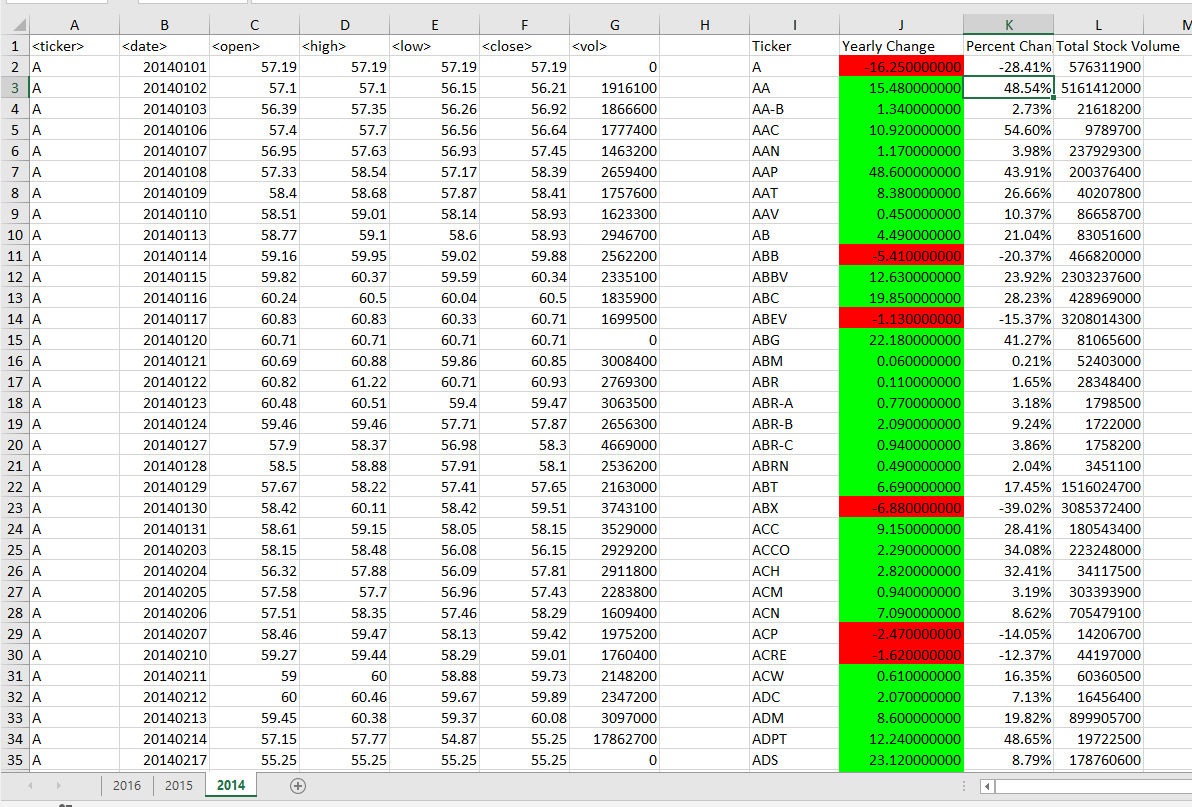 A B C D E F G H I J K L
1 <ticker> <date> <open> <high> <low> <close> <vol> Ticker Yearly Change Percent Chan Total Stock Volume
2 A 20140101 57.19 57.19 57.19 57.19 0 A -16.250000000 -28.41% 576311900
3 A 20140102 57.1 57.1 56.15 56.21 1916100 AA 15.480000000 48.54% 5161412000
4 A 20140103 56.39 57.35 56.26 56.92 1866600 AA-B 1.340000000 2.73% 21618200
5 A 20140106 57.4 57.7 56.56 56.64 1777400 AAC 10.920000000 54.60% 9789700
6 A 20140107 56.95 57.63 56.93 57.45 1463200 AAN 1.170000000 3.98% 237929300
7 A 20140108 57.33 58.54 57.17 58.39 2659400 AAP 48.600000000 43.91% 200376400
8 A 20140109 58.4 58.68 57.87 58.41 1757600 AAT 8.380000000 26.66% 40207800
9 A 20140110 58.51 59.01 58.14 58.93 1623300 AAV 0.450000000 10.37% 86658700
10 A 20140113 58.77 59.1 58.6 58.93 2946700 AB 4.490000000 21.04% 83051600
11 A 20140114 59.16 59.95 59.02 59.88 2562200 ABB -5.410000000 -20.37% 466820000
12 A 20140115 59.82 60.37 59.59 60.34 2335100 ABBV 12.630000000 23.92% 2303237600
13 A 20140116 60.24 60.5 60.04 60.5 1835900 ABC 19.850000000 28.23% 428969000
14 A 20140117 60.83 60.83 60.33 60.71 1699500 ABEV -1.130000000 -15.37% 3208014300
15 A 20140120 60.71 60.71 60.71 60.71 0 ABG 22.180000000 41.27% 81065600
16 A 20140121 60.69 60.88 59.86 60.85 3008400 ABM 0.060000000 0.21% 52403000
17 A 20140122 60.82 61.22 60.71 60.93 2769300 ABR 0.110000000 1.65% 28348400
18 A 20140123 60.48 60.51 59.4 59.47 3063500 ABR-A 0.770000000 3.18% 1798500
19 A 20140124 59.46 59.46 57.71 57.87 2656300 ABR-B 2.090000000 9.24% 1722000
20 A 20140127 57.9 58.37 56.98 58.3 4669000 ABR-C 0.940000000 3.86% 1758200
21 A 20140128 58.5 58.88 57.91 58.1 2536200 ABRN 0.490000000 2.04% 3451100
22 A 20140129 57.67 58.22 57.41 57.65 2163000 ABT 6.690000000 17.45% 1516024700
23 A 20140130 58.42 60.11 58.42 59.51 3743100 ABX -6.880000000 -39.02% 3085372400
24 A 20140131 58.61 59.15 58.05 58.15 3529000 ACC 9.150000000 28.41% 180543400
25 A 20140203 58.15 58.48 56.08 56.15 2929200 ACCO 2.290000000 34.08% 223248000
26 A 20140204 56.32 57.88 56.09 57.81 2911800 ACH 2.820000000 32.41% 34117500
27 A 20140205 57.58 57.7 56.96 57.43 2283800 ACM 0.940000000 3.19% 303393900
28 A 20140206 57.51 58.35 57.46 58.29 1609400 ACN 7.090000000 8.62% 705479100
29 A 20140207 58.46 59.47 58.13 59.42 1975200 ACP -2.470000000 -14.05% 14206700
30 A 20140210 59.27 59.44 58.29 59.01 1760400 ACRE -1.620000000 -12.37% 44197000
31 A 20140211 59 60 58.88 59.73 2148200 ACW 0.610000000 16.35% 60360500
32 A 20140212 60 60.46 59.67 59.89 2347200 ADC 2.070000000 7.13% 16456400
33 A 20140213 59.45 60.38 59.37 60.08 3097000 ADM 8.600000000 19.82% 899905700
34 A 20140214 57.15 57.77 54.87 55.25 17862700 ADPT 12.240000000 48.65% 19722500
35 A 20140217 55.25 55.25 55.25 55.25 0 ADS 23.120000000 8.79% 178760600
2016 2015 2014